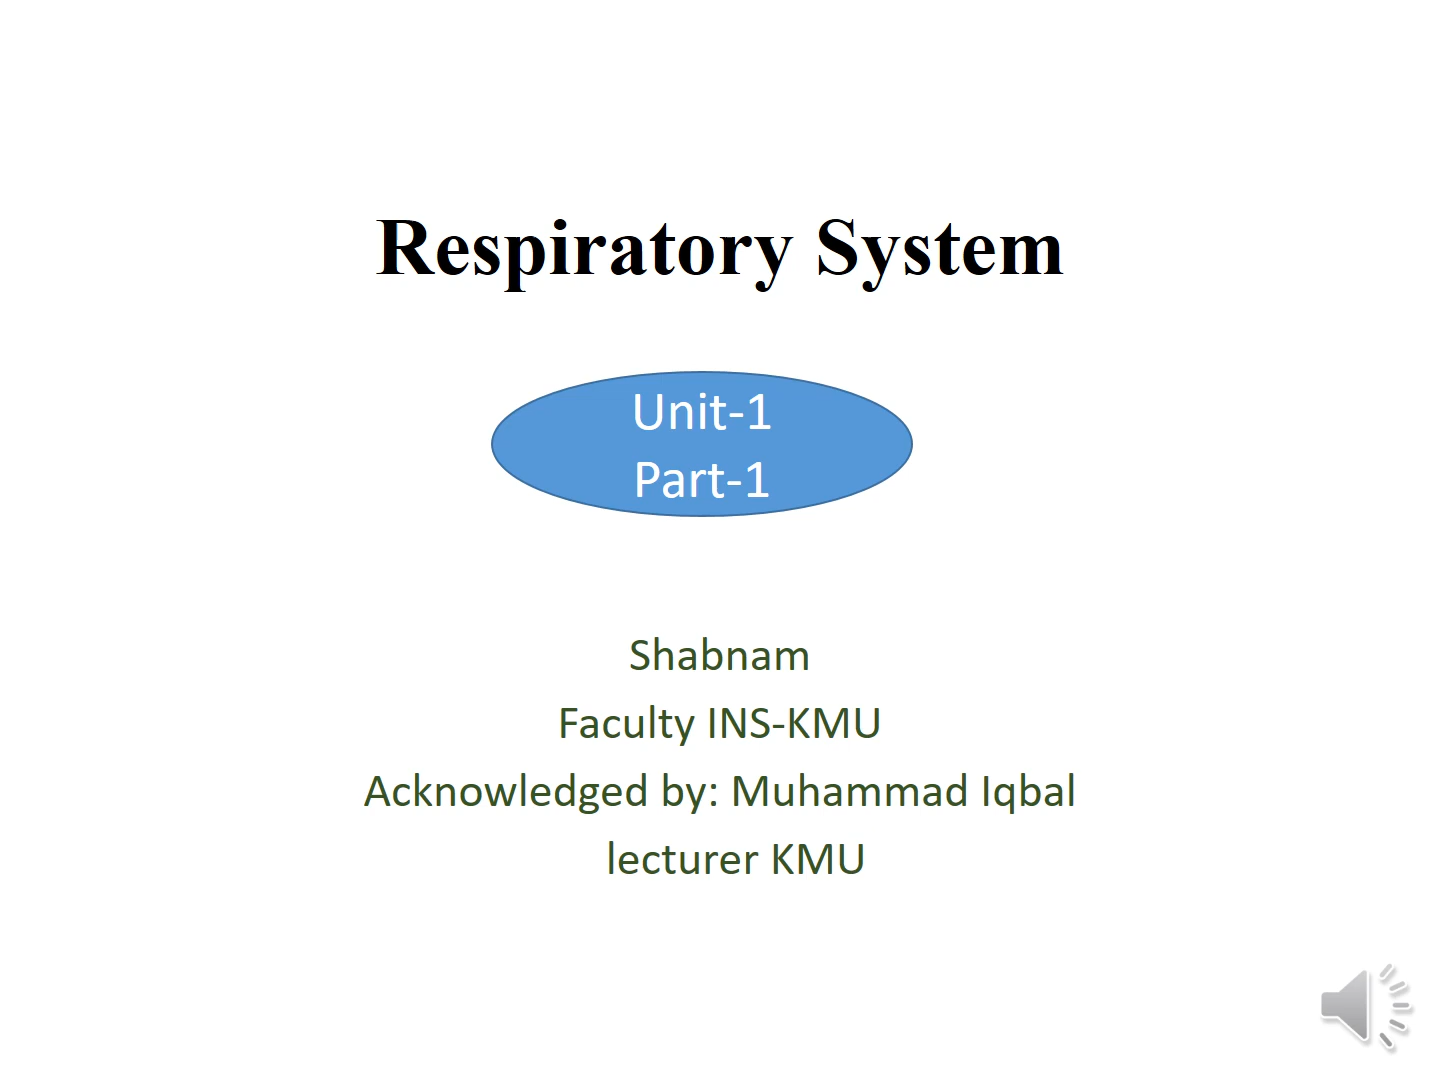 Respiratory System
Unit-1
Part-1
Shabnam
Faculty INS-KMU
Acknowledged by: Muhammad Iqbal
lecturer KMU